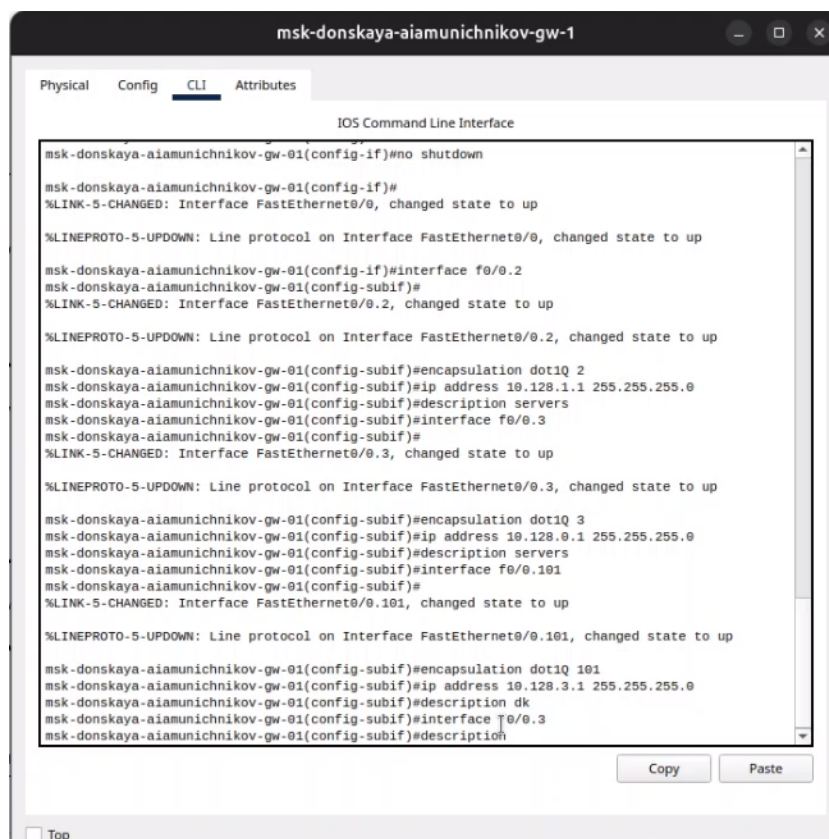 msk-donskaya-aiamunichnikov-gw-1
Physical Config CLI Attributes
IOS Command Line Interface
msk-donskaya-aiamunichnikov-gw-01(config-if)#no shutdown
msk-donskaya-aiamunichnikov-gw-01(config-if)#
%LINK-5-CHANGED: Interface FastEthernet0/0, changed state to up
%LINEPROTO-5-UPDOWN: Line protocol on Interface FastEthernet0/0, changed state to up
msk-donskaya-aiamunichnikov-gw-01(config-if)#interface f0/0.2
msk-donskaya-aiamunichnikov-gw-01(config-subif)#
%LINK-5-CHANGED: Interface FastEthernet0/0.2, changed state to up
%LINEPROTO-5-UPDOWN: Line protocol on Interface FastEthernet0/0.2, changed state to up
msk-donskaya-aiamunichnikov-gw-01(config-subif)#encapsulation dot1Q 2
msk-donskaya-aiamunichnikov-gw-01(config-subif)#ip address 10.128.1.1 255.255.255.0
msk-donskaya-aiamunichnikov-gw-01(config-subif)#description servers
msk-donskaya-aiamunichnikov-gw-01(config-subif)#interface f0/0.3
msk-donskaya-aiamunichnikov-gw-01(config-subif)#
%LINK-5-CHANGED: Interface FastEthernet0/0.3, changed state to up
%LINEPROTO-5-UPDOWN: Line protocol on Interface FastEthernet0/0.3, changed state to up
msk-donskaya-aiamunichnikov-gw-01(config-subif)#encapsulation dot1Q 3
msk-donskaya-aiamunichnikov-gw-01(config-subif)#ip address 10.128.0.1 255.255.255.0
msk-donskaya-aiamunichnikov-gw-01(config-subif)#description servers
msk-donskaya-aiamunichnikov-gw-01(config-subif)#interface f0/0.101
msk-donskaya-aiamunichnikov-gw-01(config-subif)#
%LINK-5-CHANGED: Interface FastEthernet0/0.101, changed state to up
%LINEPROTO-5-UPDOWN: Line protocol on Interface FastEthernet0/0.101, changed state to up
msk-donskaya-aiamunichnikov-gw-01(config-subif)#encapsulation dot1Q 101
msk-donskaya-aiamunichnikov-gw-01(config-subif)#ip address 10.128.3.1 255.255.255.0
msk-donskaya-aiamunichnikov-gw-01(config-subif)#description dk
msk-donskaya-aiamunichnikov-gw-01(config-subif)#interface f0/0.3
msk-donskaya-aiamunichnikov-gw-01(config-subif)#description
Copy Paste
Top